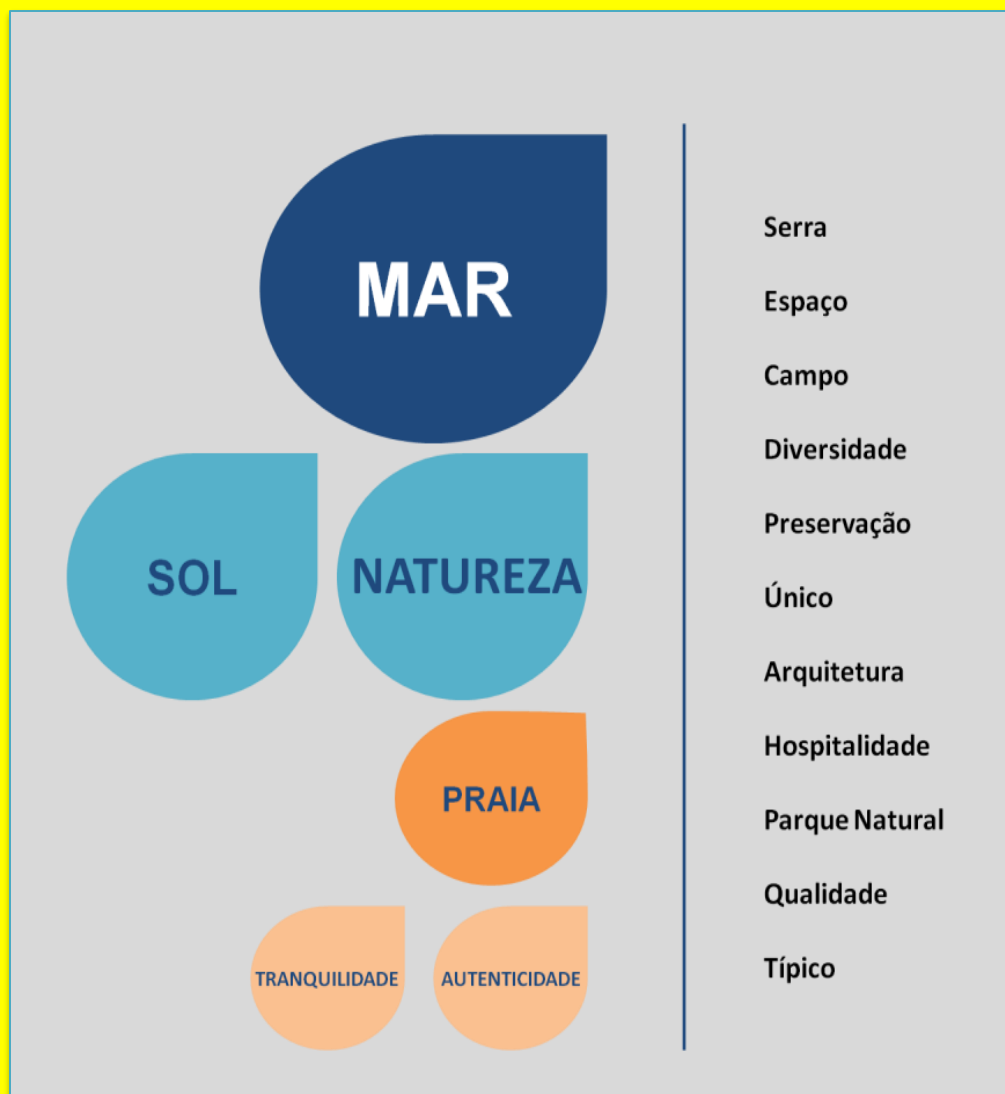 MAR
SOL
NATUREZA
PRAIA
TRANQUILIDADE
AUTENTICIDADE
Serra
Espaço
Campo
Diversidade
Preservação
Único
Arquitetura
Hospitalidade
Parque Natural
Qualidade
Típico